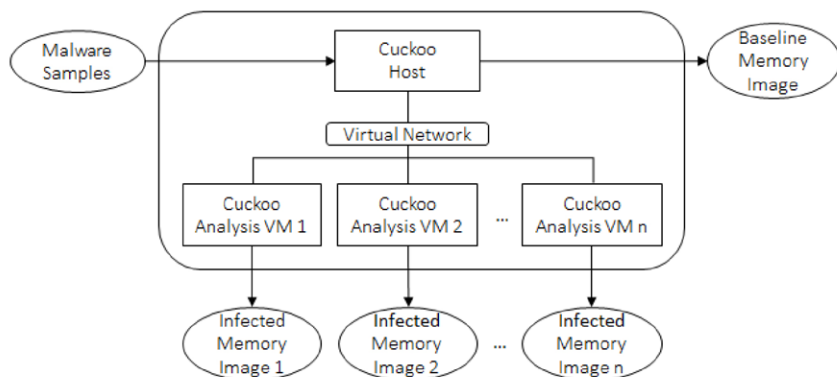 Malware
Samples
Cuckoo
Host
Baseline
Memory
Image
Virtual Network
Cuckoo
Analysis VM 1
Cuckoo
Analysis VM 2
...
Cuckoo
Analysis VM n
Infected
Memory
Image 1
Infected
Memory
Image 2
...
Infected
Memory
Image n